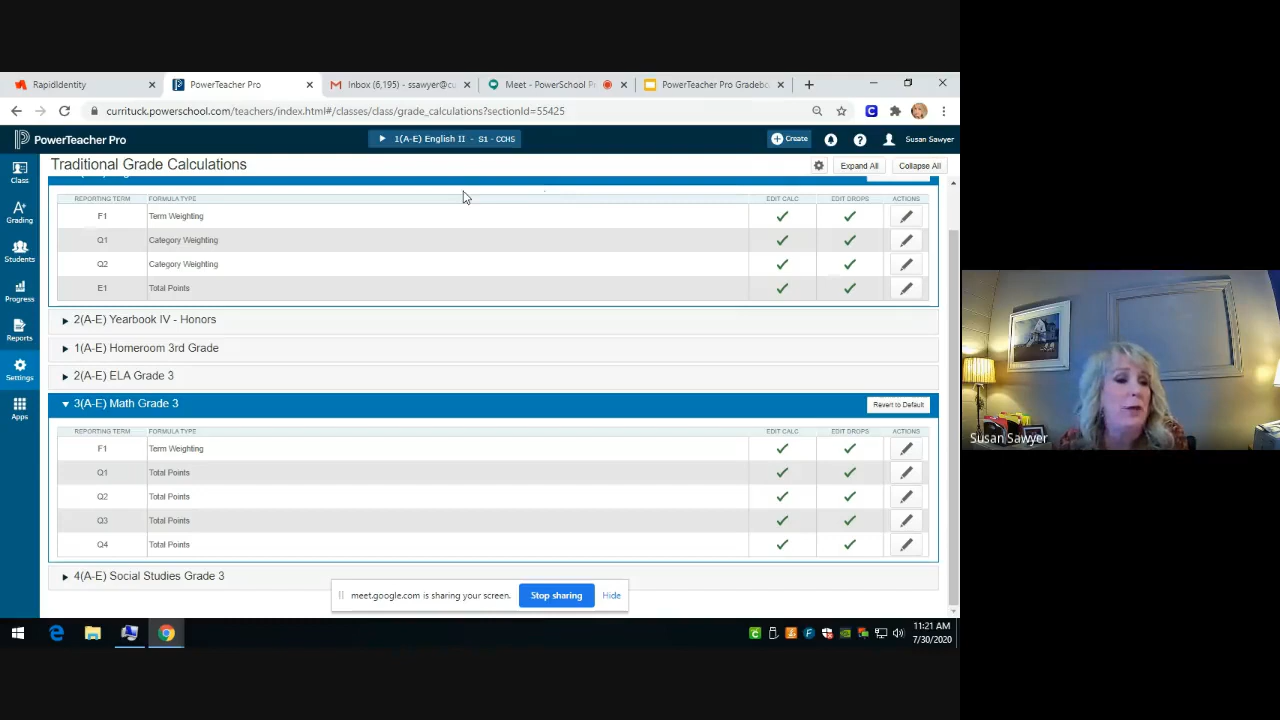 RapidIdentity
PowerTeacher Pro
Inbox (6,195) - ssawyer@cu
Meet - PowerSchool P
PowerTeacher Pro Gradeb
currituck.powerschool.com/teachers/index.html#/classes/class/grade_calculations?sectionId=55425
PowerTeacher Pro
1(A-E) English II - S1 - CCHS
Create
Susan Sawyer
Class
Grading
Students
Progress
Reports
Settings
Apps
Traditional Grade Calculations
Expand All
Collapse All
REPORTING TERM FORMULA TYPE EDIT CALC EDIT DROPS ACTIONS
F1 Term Weighting
Q1 Category Weighting
Q2 Category Weighting
E1 Total Points
2(A-E) Yearbook IV - Honors
1(A-E) Homeroom 3rd Grade
2(A-E) ELA Grade 3
3(A-E) Math Grade 3
Revert to Default
REPORTING TERM FORMULA TYPE EDIT CALC EDIT DROPS ACTIONS
F1 Term Weighting
Q1 Total Points
Q2 Total Points
Q3 Total Points
Q4 Total Points
4(A-E) Social Studies Grade 3
meet.google.com is sharing your screen.
Stop sharing
Hide
11:21 AM
7/30/2020
Susan Sawyer